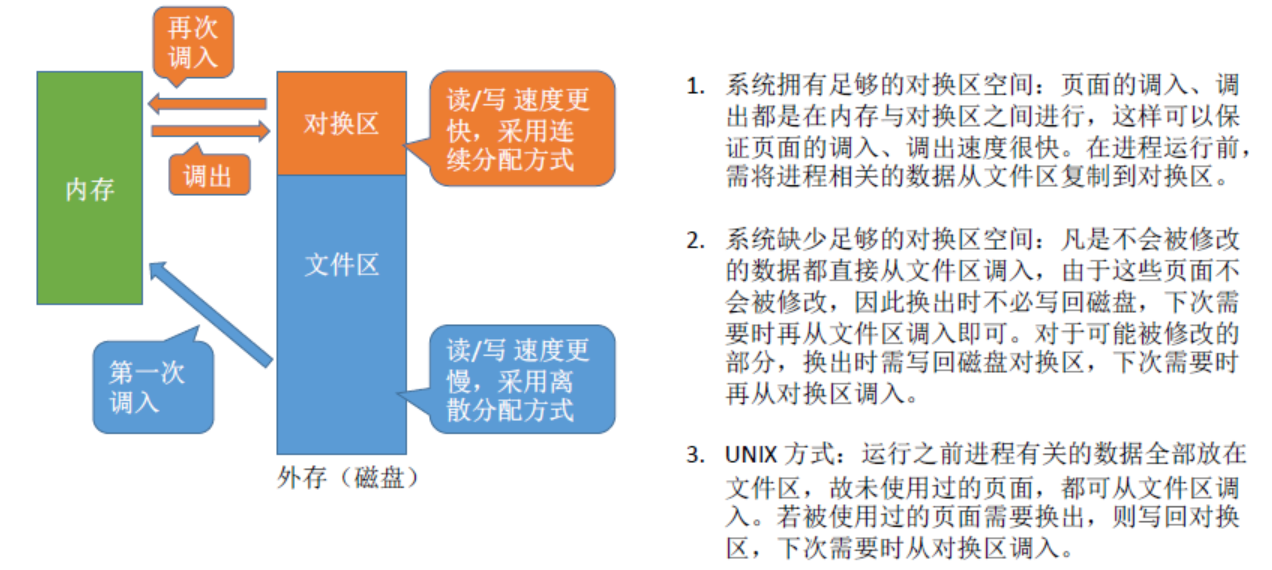 再次
调入
内存
调出
对换区
读/写 速度更
快，采用连
续分配方式
文件区
第一次
调入
读/写 速度更
慢，采用离
散分配方式
外存（磁盘）
1. 系统拥有足够的对换区空间：页面的调入、调
出都是在内存与对换区之间进行，这样可以保
证页面的调入、调出速度很快。在进程运行前，
需将进程相关的数据从文件区复制到对换区。
2. 系统缺少足够的对换区空间：凡是不会被修改
的数据都直接从文件区调入，由于这些页面不
会被修改，因此换出时不必写回磁盘，下次需
要时再从文件区调入即可。对于可能被修改的
部分，换出时需写回磁盘对换区，下次需要时
再从对换区调入。
3. UNIX 方式：运行之前进程有关的数据全部放在
文件区，故未使用过的页面，都可从文件区调
入。若被使用过的页面需要换出，则写回对换
区，下次需要时从对换区调入。